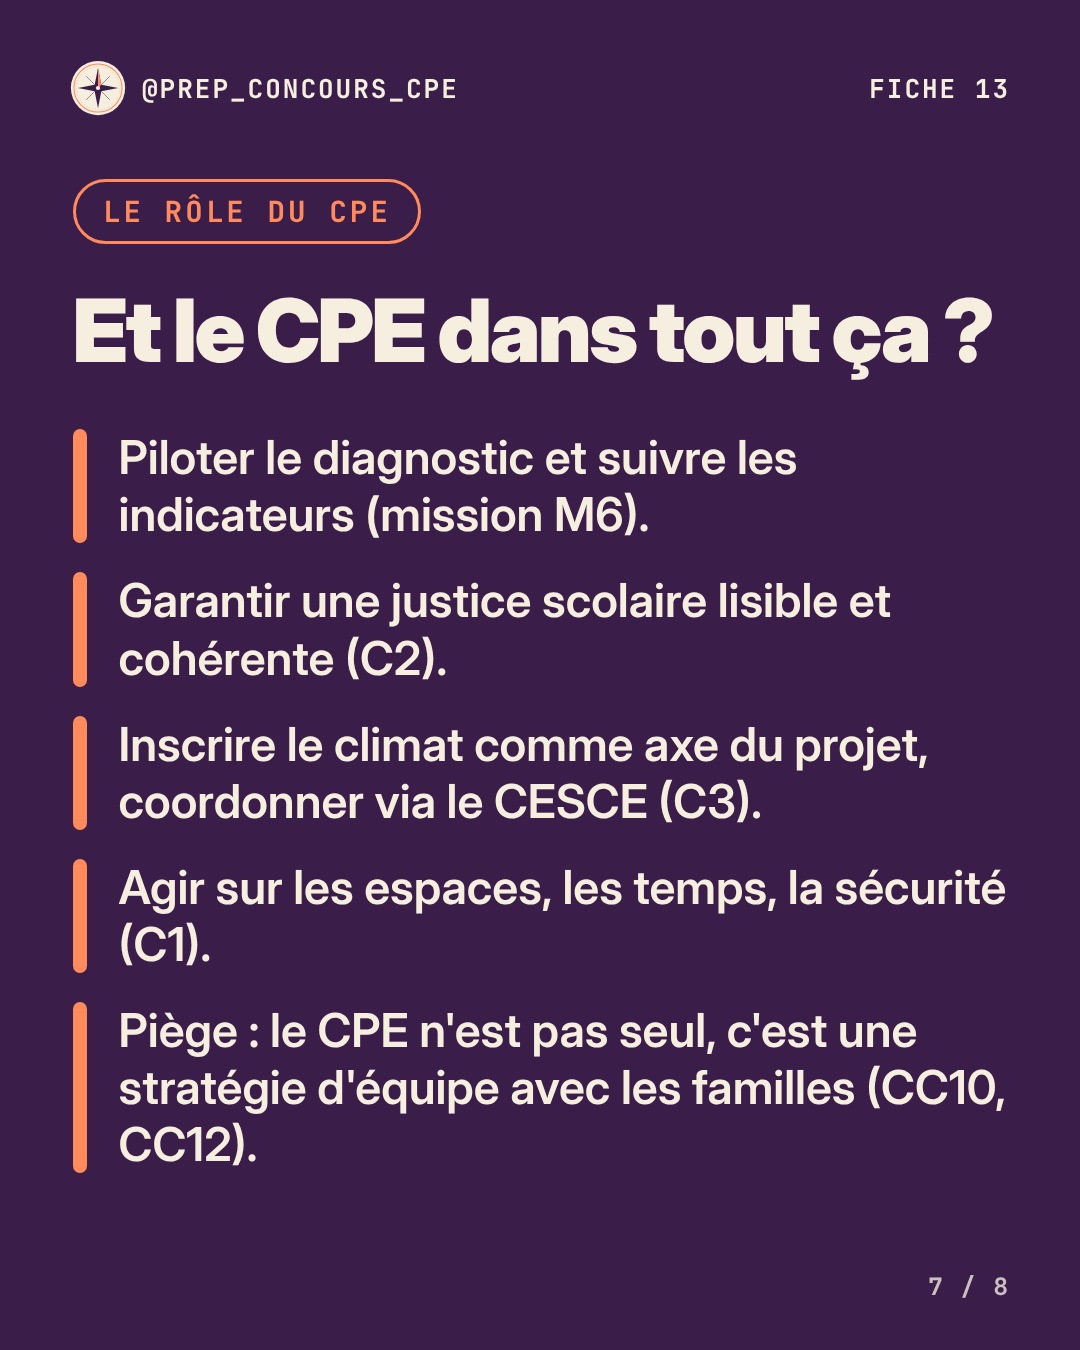 @PREP_CONCOURS_CPE
FICHE 13
LE RÔLE DU CPE
Et le CPE dans tout ça ?
Piloter le diagnostic et suivre les
indicateurs (mission M6).
Garantir une justice scolaire lisible et
cohérente (C2).
Inscrire le climat comme axe du projet,
coordonner via le CESCE (C3).
Agir sur les espaces, les temps, la sécurité
(C1).
Piège : le CPE n'est pas seul, c'est une
stratégie d'équipe avec les familles (CC10,
CC12).
7 / 8